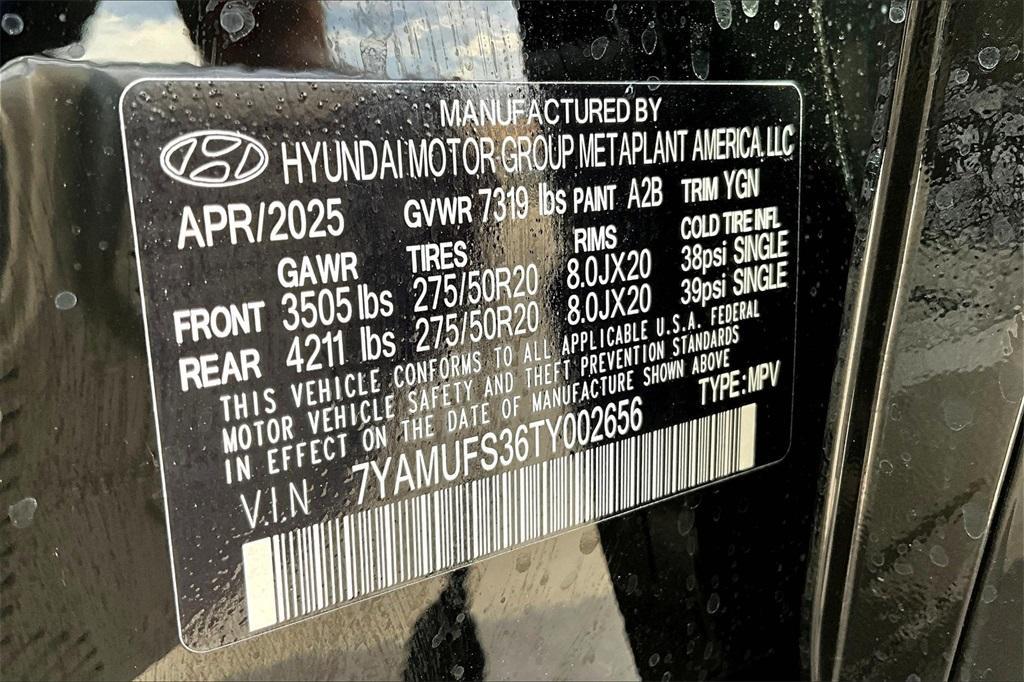 MANUFACTURED BY
HYUNDAI MOTOR GROUP METAPLANT AMERICA. LLC
APR/2025 GVWR 7319 lbs PAINT A2B TRIM YGN
GAWR TIRES RIMS COLD TIRE INFL
FRONT 3505 lbs 275/50R20 8.0JX20 38psi SINGLE
REAR 4211 lbs 275/50R20 8.0JX20 39psi SINGLE
THIS VEHICLE CONFORMS TO ALL APPLICABLE U.S.A. FEDERAL
MOTOR VEHICLE SAFETY AND THEFT PREVENTION STANDARDS
IN EFFECT ON THE DATE OF MANUFACTURE SHOWN ABOVE
V.I.N 7YAMUFS36TY002656 TYPE:MPV